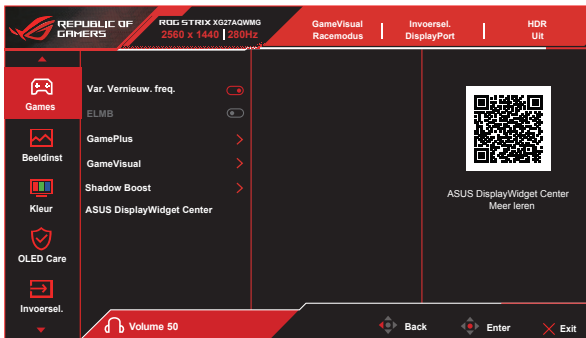 REPUBLIC OF
GAMERS
ROG STRIX XG27AQWMG
2560 x 1440 280Hz
GameVisual
Racemodus
Invoersel.
DisplayPort
HDR
Uit
Games
Beeldinst
Kleur
OLED Care
Invoersel.
Var. Vernieuw. freq.
ELMB
GamePlus
GameVisual
Shadow Boost
ASUS DisplayWidget Center
ASUS DisplayWidget Center
Meer leren
Volume 50
Back
Enter
Exit